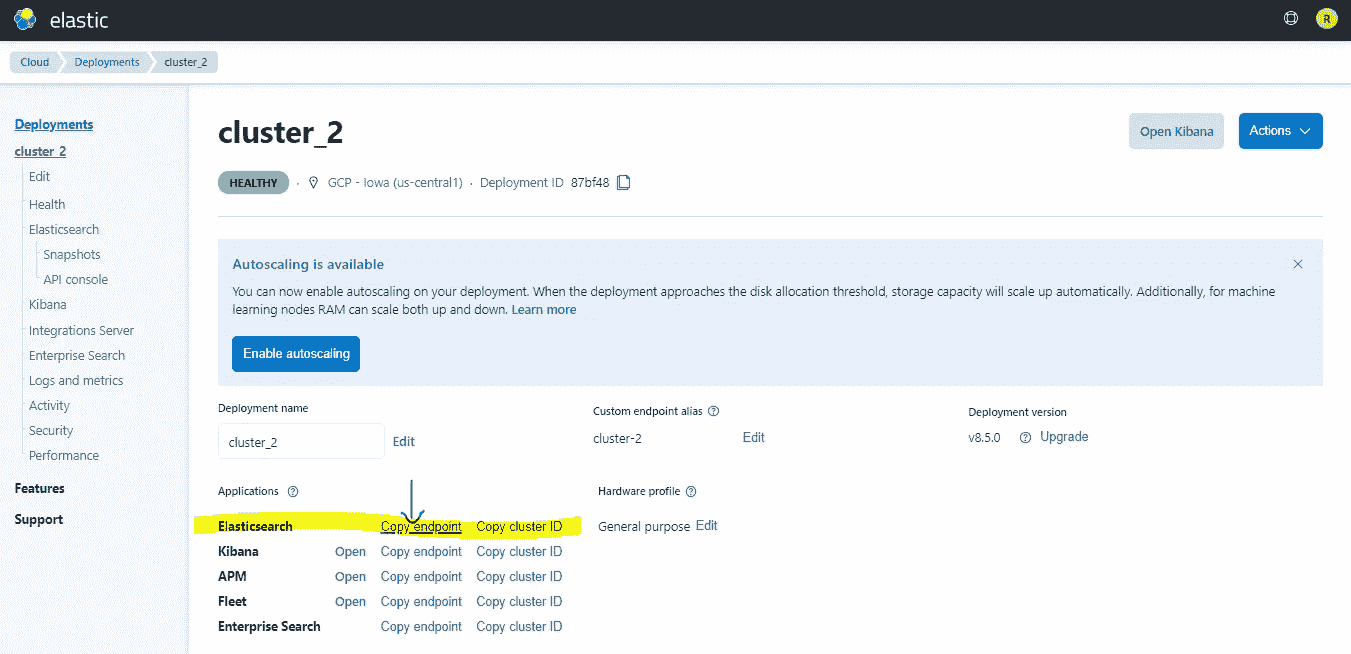 elastic
R
Cloud Deployments cluster_2
Deployments
cluster_2
Edit
Health
Elasticsearch
Snapshots
API console
Kibana
Integrations Server
Enterprise Search
Logs and metrics
Activity
Security
Performance
Features
Support
cluster_2
Open Kibana Actions
HEALTHY · GCP - Iowa (us-central1) · Deployment ID 87bf48
Autoscaling is available
You can now enable autoscaling on your deployment. When the deployment approaches the disk allocation threshold, storage capacity will scale up automatically. Additionally, for machine
learning nodes RAM can scale both up and down. Learn more
Enable autoscaling
Deployment name
cluster_2 Edit
Custom endpoint alias ?
cluster-2 Edit
Deployment version
v8.5.0 ? Upgrade
Applications ?
Elasticsearch Copy endpoint Copy cluster ID
Kibana Open Copy endpoint Copy cluster ID
APM Open Copy endpoint Copy cluster ID
Fleet Open Copy endpoint Copy cluster ID
Enterprise Search Copy endpoint Copy cluster ID
Hardware profile ?
General purpose Edit